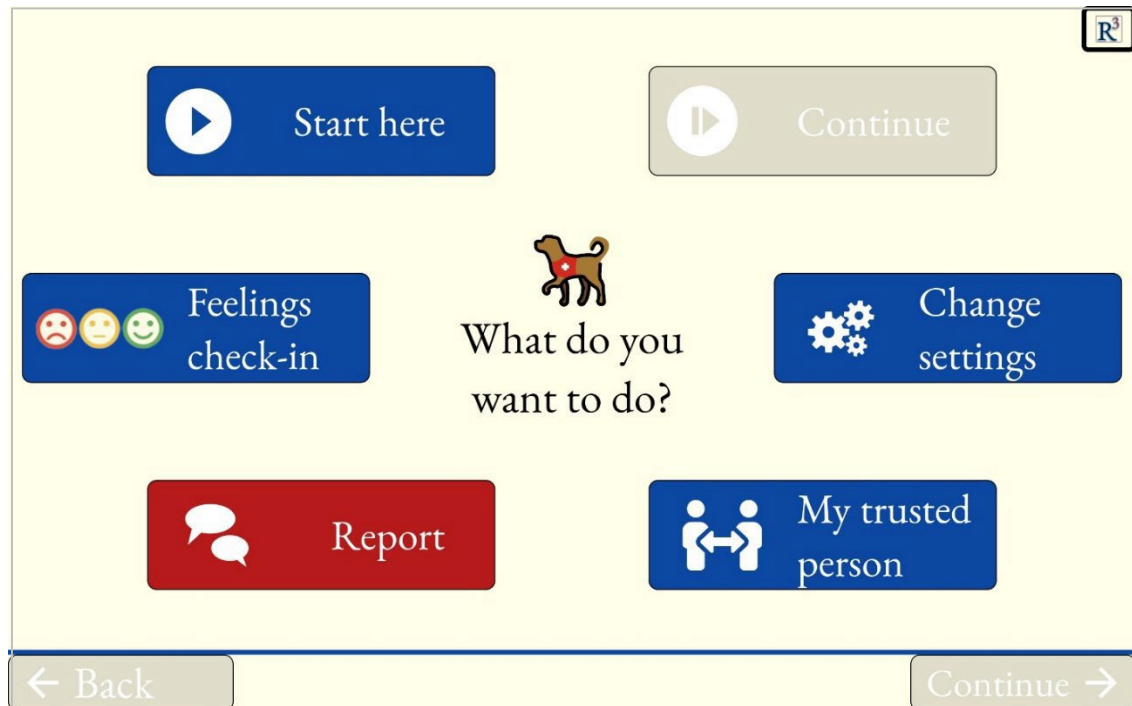 R³
Start here
Continue
Feelings
check-in
What do you
want to do?
Change
settings
Report
My trusted
person
← Back
Continue →